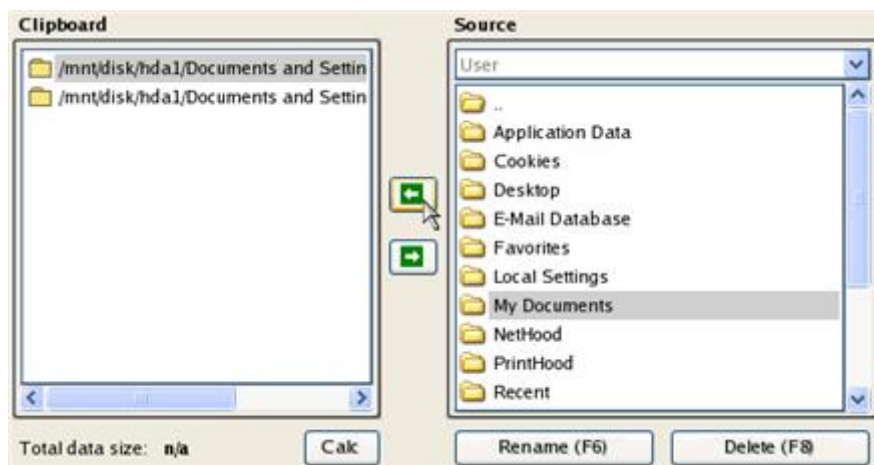 Clipboard
/mnt/disk/hda1/Documents and Settin
/mnt/disk/hda1/Documents and Settin
Total data size: n/a
Calc
Source
User
..
Application Data
Cookies
Desktop
E-Mail Database
Favorites
Local Settings
My Documents
NetHood
PrintHood
Recent
Rename (F6)
Delete (F8)